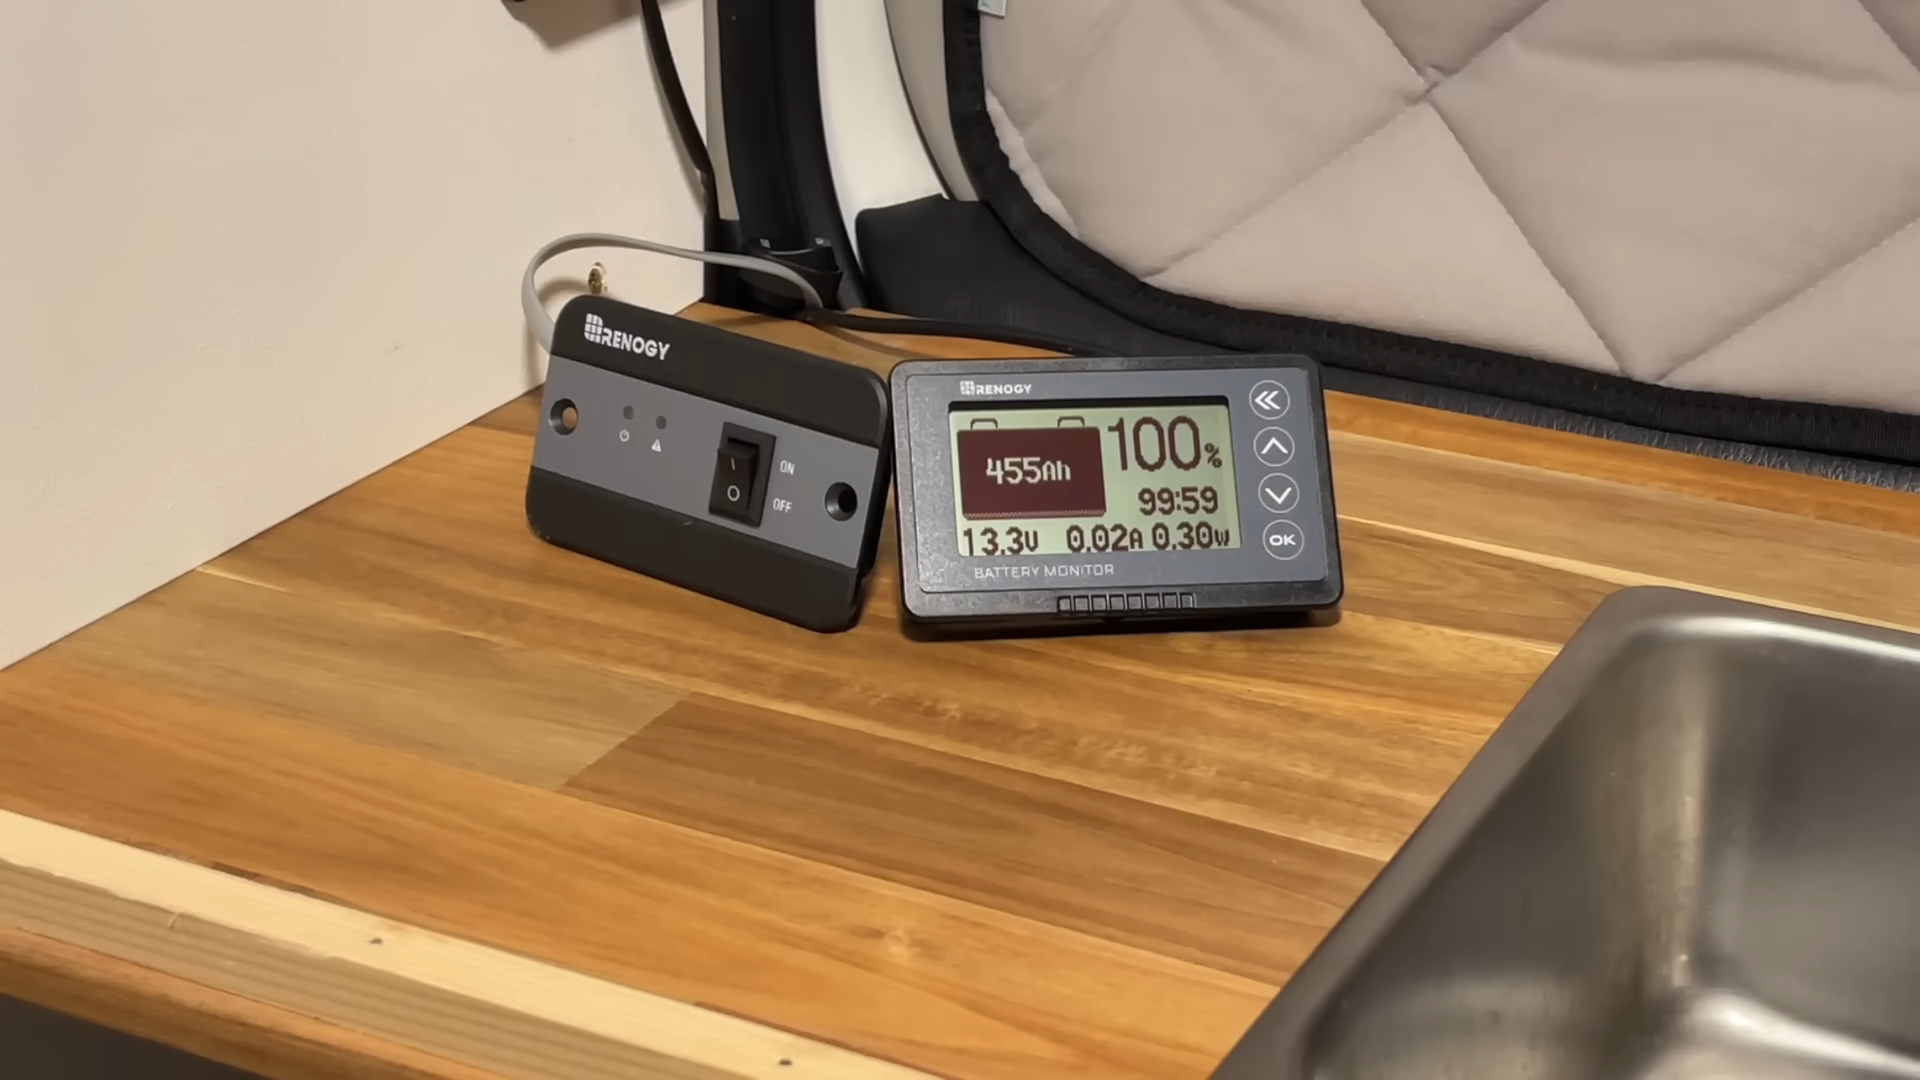 RENOGY
ON
I
O
OFF
RENOGY
455Ah
100%
99:59
13.3V 0.02A 0.30W
OK
BATTERY MONITOR